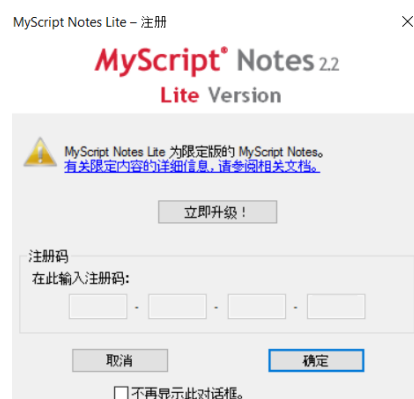 MyScript Notes Lite – 注册
MyScript® Notes 2.2
Lite Version
MyScript Notes Lite 为限定版的 MyScript Notes。
有关限定内容的详细信息, 请参阅相关文档。
立即升级！
注册码
在此输入注册码:
- - -
取消 确定
不再显示此对话框。